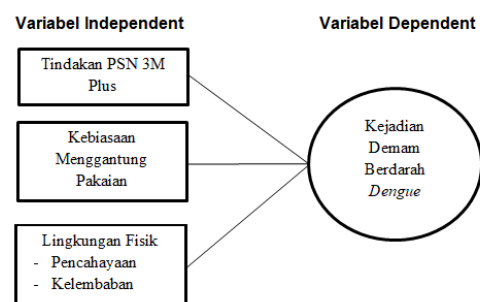 Variabel Independent
Variabel Dependent
Tindakan PSN 3M
Plus
Kebiasaan
Menggantung
Pakaian
Lingkungan Fisik
- Pencahayaan
- Kelembaban
Kejadian
Demam
Berdarah
Dengue